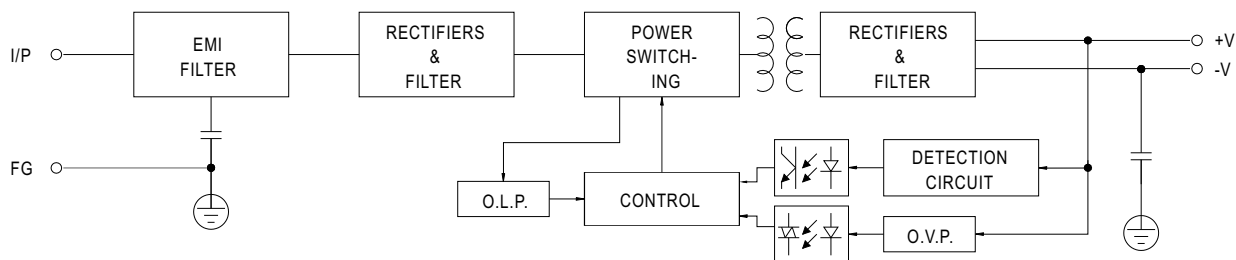 I/P
EMI
FILTER
RECTIFIERS
&
FILTER
POWER
SWITCH-
ING
RECTIFIERS
&
FILTER
+V
-V
FG
O.L.P.
CONTROL
DETECTION
CIRCUIT
O.V.P.